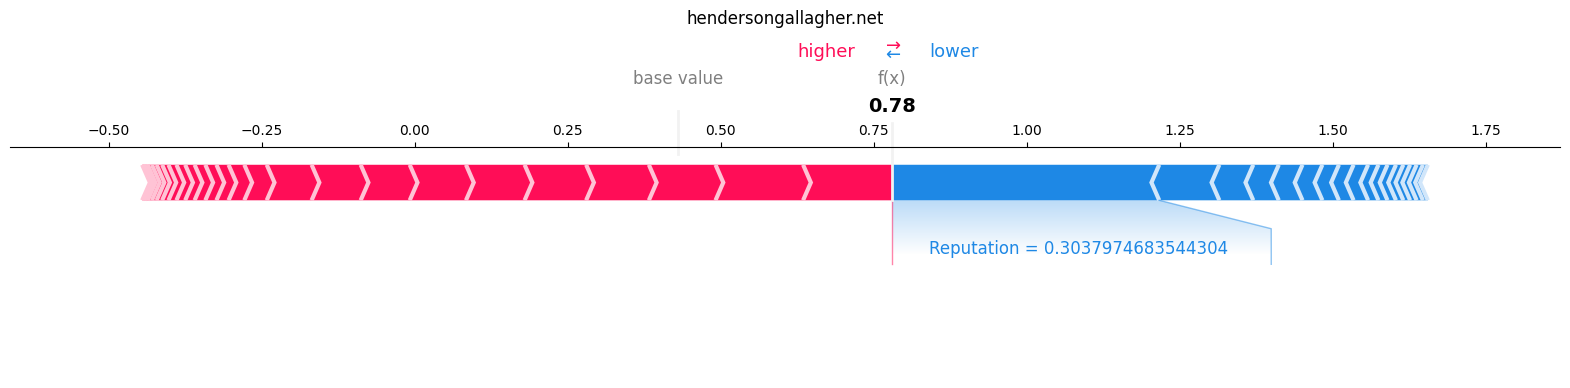 hendersongallagher.net
higher ⇄ lower
base value f(x)
0.78
−0.50 −0.25 0.00 0.25 0.50 0.75 1.00 1.25 1.50 1.75
Reputation = 0.3037974683544304